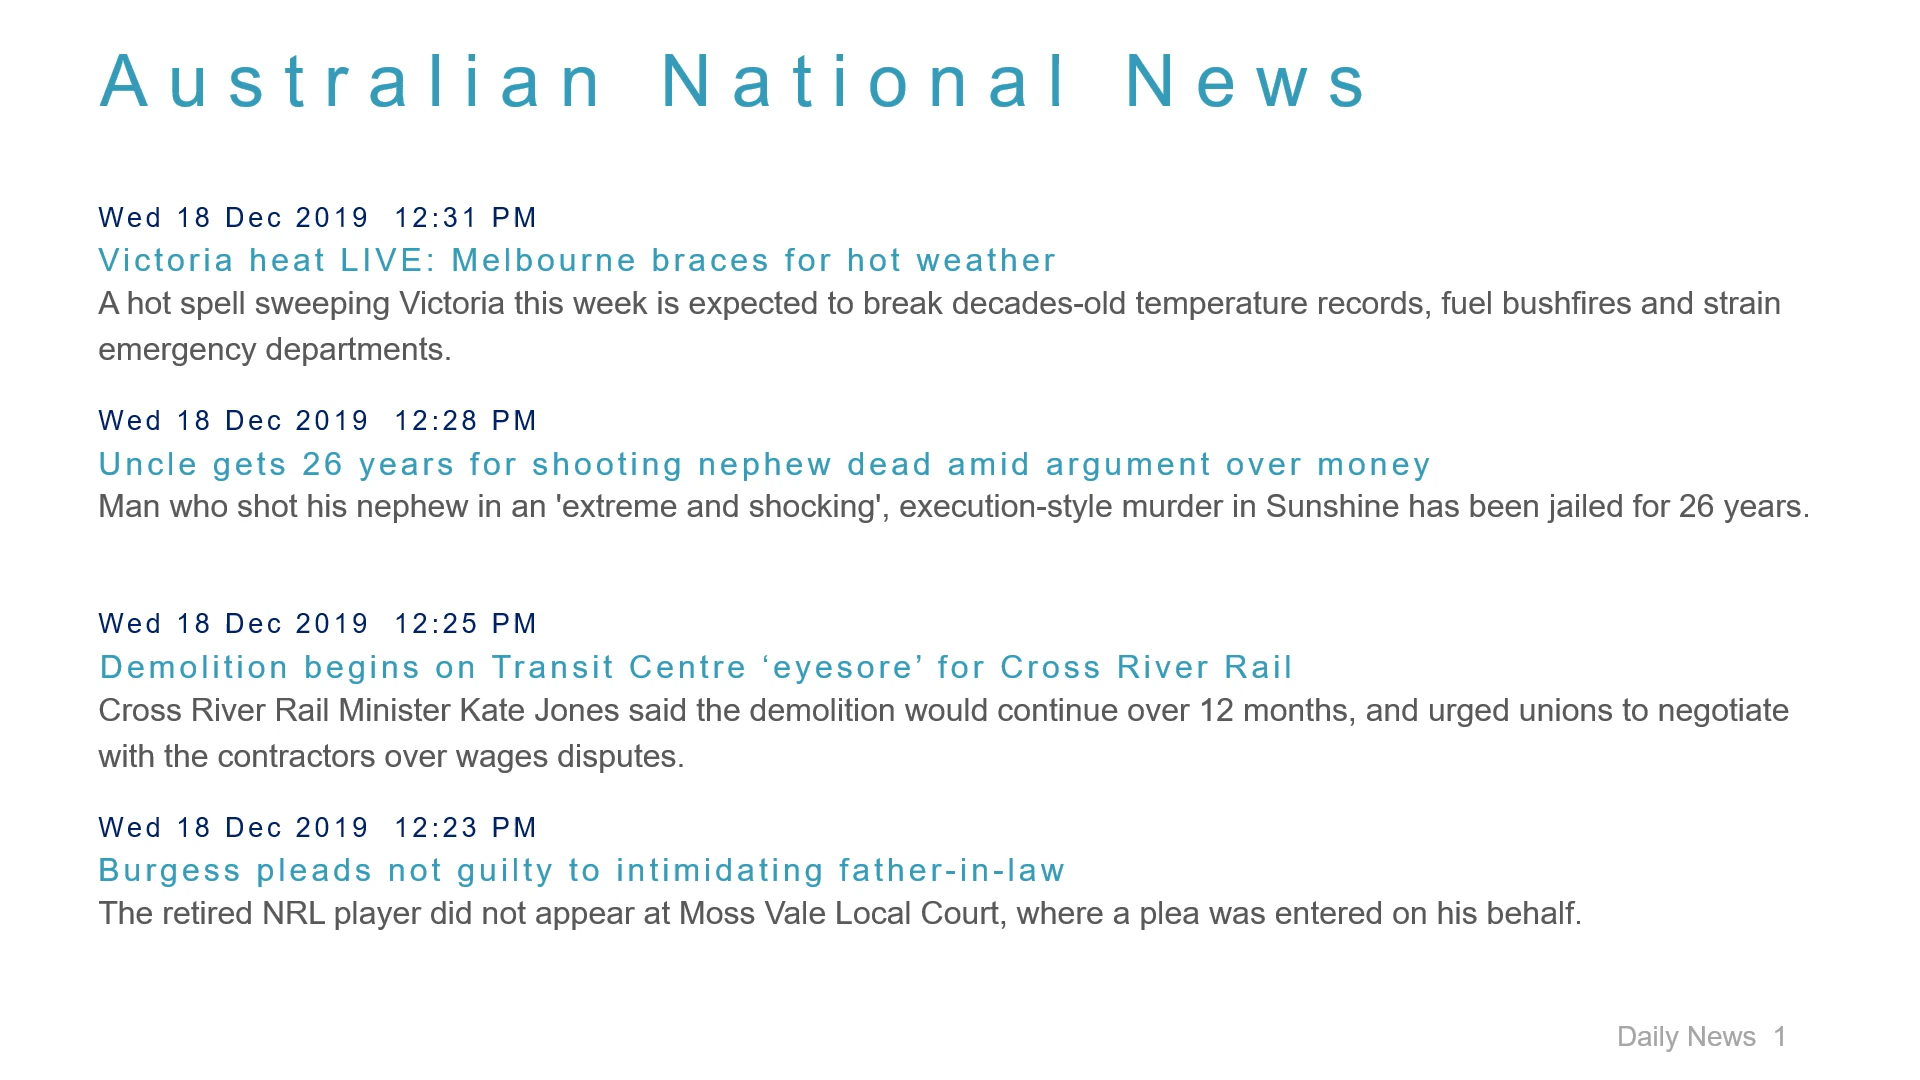 Australian National News
Wed 18 Dec 2019  12:31 PM
Victoria heat LIVE: Melbourne braces for hot weather
A hot spell sweeping Victoria this week is expected to break decades-old temperature records, fuel bushfires and strain
emergency departments.
Wed 18 Dec 2019  12:28 PM
Uncle gets 26 years for shooting nephew dead amid argument over money
Man who shot his nephew in an 'extreme and shocking', execution-style murder in Sunshine has been jailed for 26 years.
Wed 18 Dec 2019  12:25 PM
Demolition begins on Transit Centre ‘eyesore’ for Cross River Rail
Cross River Rail Minister Kate Jones said the demolition would continue over 12 months, and urged unions to negotiate
with the contractors over wages disputes.
Wed 18 Dec 2019  12:23 PM
Burgess pleads not guilty to intimidating father-in-law
The retired NRL player did not appear at Moss Vale Local Court, where a plea was entered on his behalf.
Daily News  1